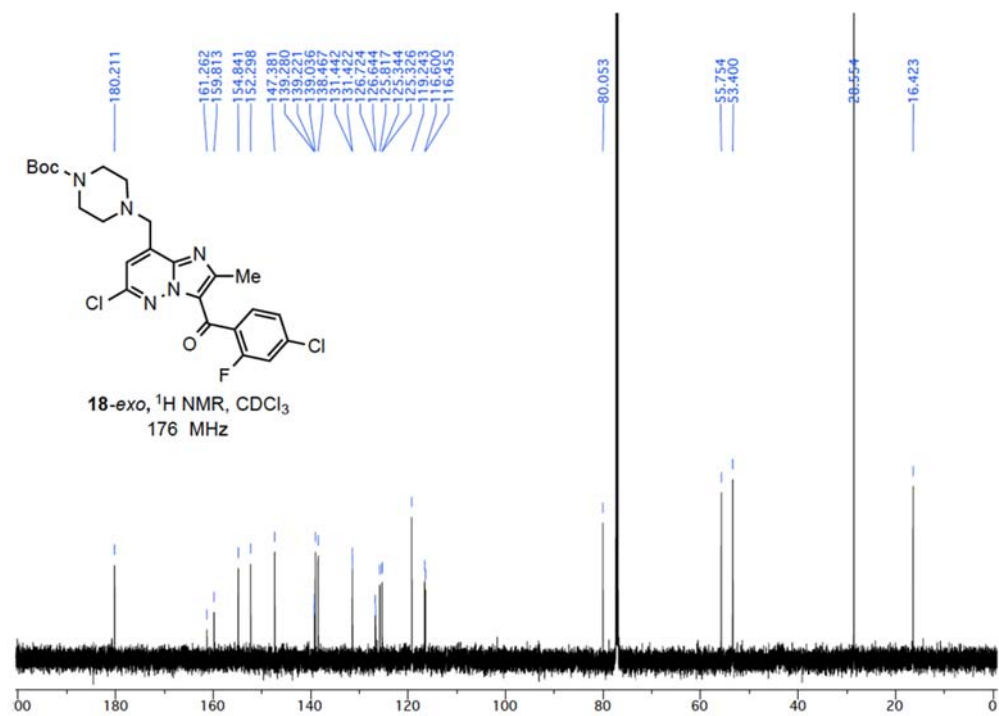 180.211
161.262
159.813
154.841
152.298
147.381
139.280
139.221
139.036
138.467
131.442
131.422
126.724
126.644
125.817
125.344
125.326
119.243
116.600
116.455
80.053
55.754
53.400
28.554
16.423
Boc
N
N
N
Me
Cl
N
N
O
Cl
F
18-exo, ¹H NMR, CDCl₃
176 MHz
00 180 160 140 120 100 80 60 40 20 0